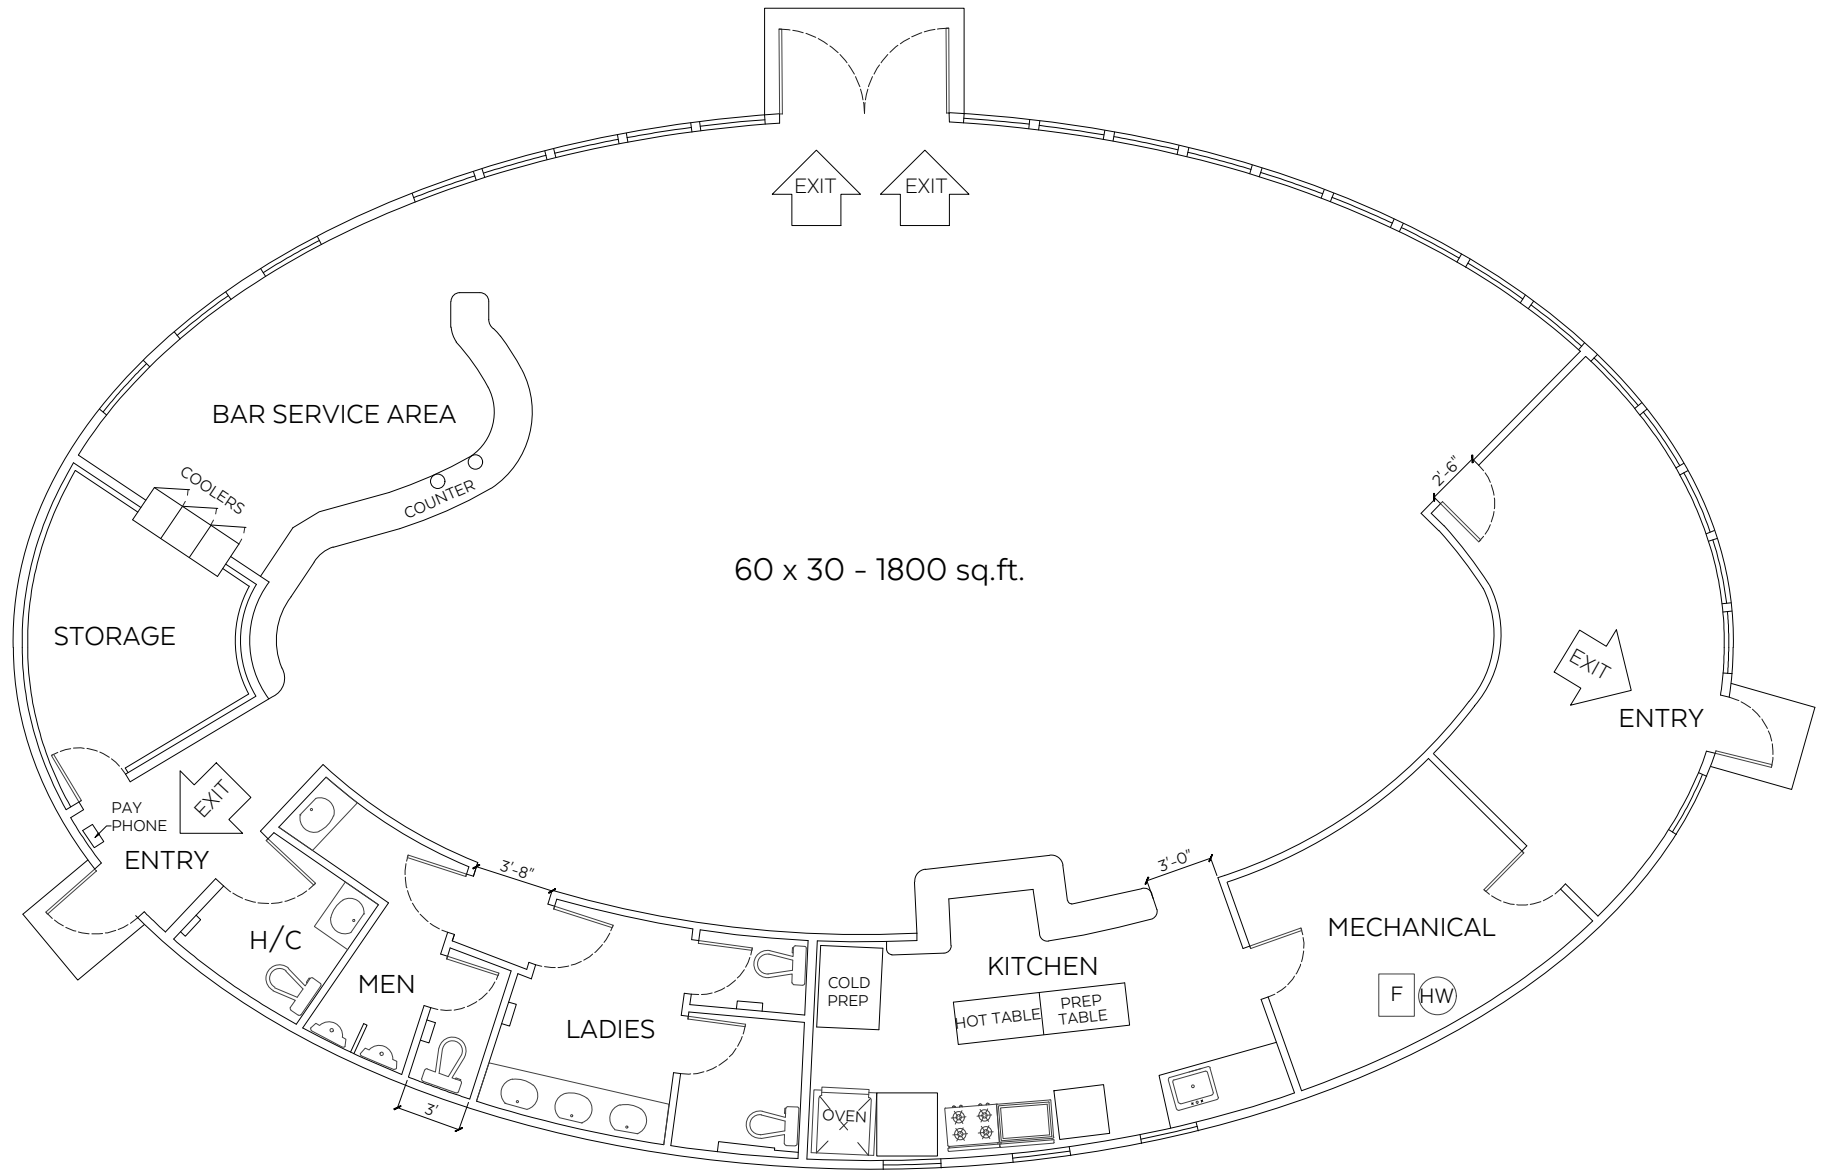 EXIT
EXIT
BAR SERVICE AREA
COOLERS
COUNTER
2'-6"
60 x 30 - 1800 sq.ft.
STORAGE
EXIT
ENTRY
EXIT
PAY
PHONE
ENTRY
3'-8"
3'-0"
H/C
MEN
LADIES
3'
COLD
PREP
KITCHEN
HOT TABLE
PREP
TABLE
OVEN
MECHANICAL
F
HW